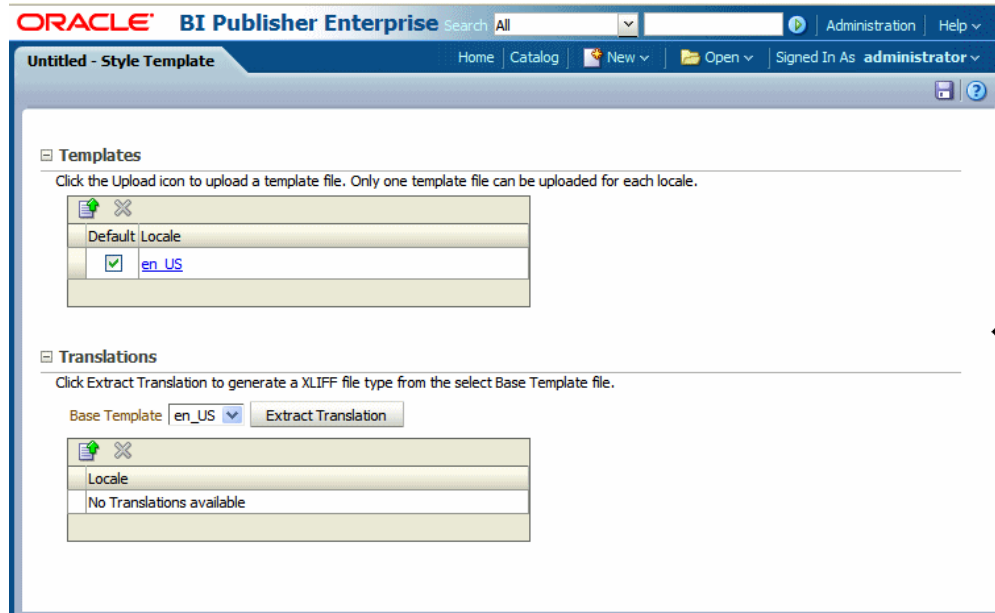 ORACLE BI Publisher Enterprise Search All Administration Help
Untitled - Style Template Home Catalog New Open Signed In As administrator
Templates
Click the Upload icon to upload a template file. Only one template file can be uploaded for each locale.
Default Locale
en_US
Translations
Click Extract Translation to generate a XLIFF file type from the select Base Template file.
Base Template en_US Extract Translation
Locale
No Translations available